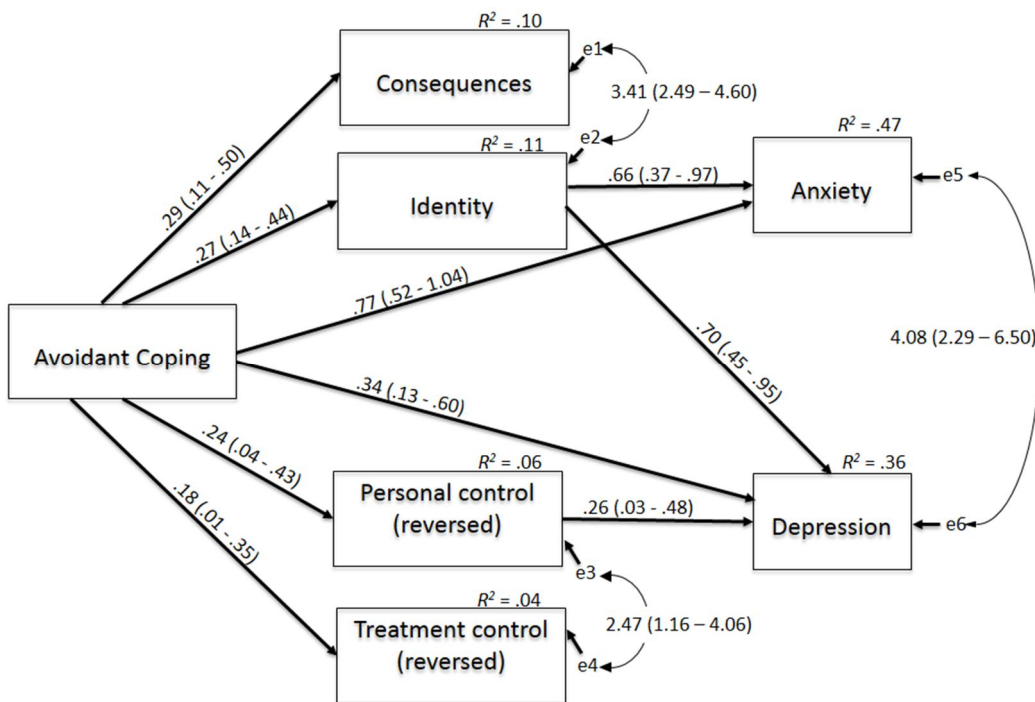 R² = .10
Consequences
e1
3.41 (2.49 – 4.60)
.29 (.11 - .50)
R² = .11
e2
Identity
.27 (.14 - .44)
.66 (.37 - .97)
R² = .47
Anxiety
e5
.77 (.52 - 1.04)
.70 (.45 - .95)
4.08 (2.29 – 6.50)
Avoidant Coping
.34 (.13 - .60)
.24 (.04 - .43)
.18 (.01 - .35)
R² = .06
Personal control
(reversed)
e3
.26 (.03 - .48)
R² = .36
Depression
e6
2.47 (1.16 – 4.06)
R² = .04
Treatment control
(reversed)
e4